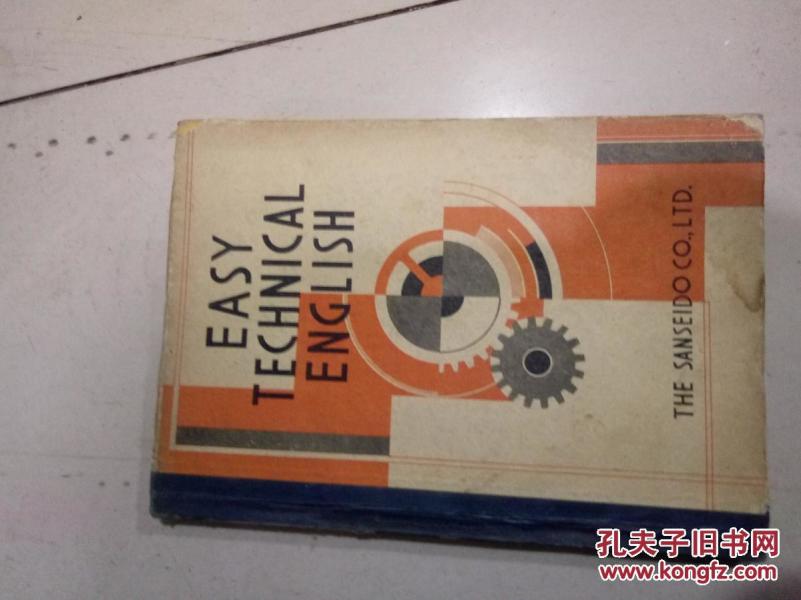 EASY
TECHNICAL
ENGLISH
THE SANSEIDO CO., LTD.
孔夫子旧书网
www.kongfz.com